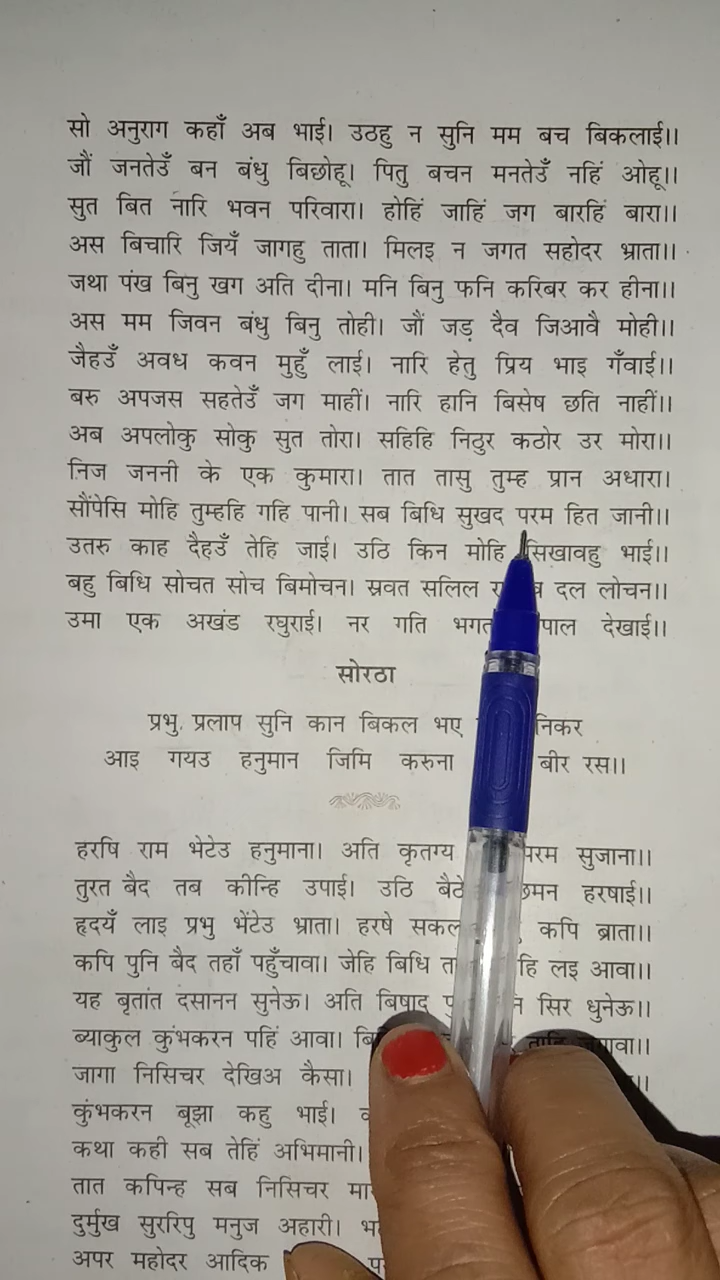 सो अनुराग कहाँ अब भाई। उठहु न सुनि मम बच बिकलाई।।
जौं जनतेउँ बन बंधु बिछोहू। पितु बचन मनतेउँ नहिं ओहू।।
सुत बित नारि भवन परिवारा। होहिं जाहिं जग बारहिं बारा।।
अस बिचारि जियँ जागहु ताता। मिलइ न जगत सहोदर भ्राता।।
जथा पंख बिनु खग अति दीना। मनि बिनु फनि करिबर कर हीना।।
अस मम जिवन बंधु बिनु तोही। जौं जड़ दैव जिआवै मोही।।
जैहउँ अवध कवन मुहुँ लाई। नारि हेतु प्रिय भाइ गँवाई।।
बरु अपजस सहतेउँ जग माहीं। नारि हानि बिसेष छति नाहीं।।
अब अपलोकु सोकु सुत तोरा। सहिहि निठुर कठोर उर मोरा।।
निज जननी के एक कुमारा। तात तासु तुम्ह प्रान अधारा।
सौंपेसि मोहि तुम्हहि गहि पानी। सब बिधि सुखद परम हित जानी।।
उतरु काह दैहउँ तेहि जाई। उठि किन मोहि सिखावहु भाई।।
बहु बिधि सोचत सोच बिमोचन। स्रवत सलिल दल लोचन।।
उमा एक अखंड रघुराई। नर गति भगत देखाई।।
सोरठा
प्रभु प्रलाप सुनि कान बिकल भए निकर
आइ गयउ हनुमान जिमि करुना बीर रस।।
हरषि राम भेटेउ हनुमाना। अति कृतग्य परम सुजाना।।
तुरत बैद तब कीन्हि उपाई। उठि बैठे हरषाई।।
हृदयँ लाइ प्रभु भेंटेउ भ्राता। हरषे सकल कपि ब्राता।।
कपि पुनि बैद तहाँ पहुँचावा। जेहि बिधि लइ आवा।।
यह बृतांत दसानन सुनेऊ। अति बिषाद सिर धुनेऊ।।
ब्याकुल कुंभकरन पहिं आवा।
जागा निसिचर देखिअ कैसा।
कुंभकरन बूझा कहु भाई।
कथा कही सब तेहिं अभिमानी।
तात कपिन्ह सब निसिचर
दुर्मुख सुररिपु मनुज अहारी।
अपर महोदर आदिक